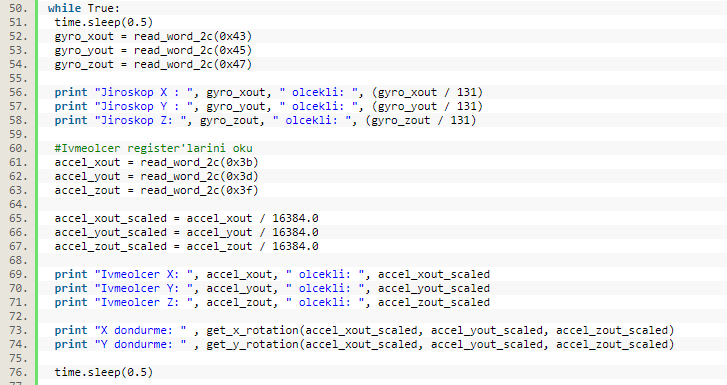 50. while True:
51. time.sleep(0.5)
52. gyro_xout = read_word_2c(0x43)
53. gyro_yout = read_word_2c(0x45)
54. gyro_zout = read_word_2c(0x47)
55.
56. print "Jiroskop X : ", gyro_xout, " olcekli: ", (gyro_xout / 131)
57. print "Jiroskop Y : ", gyro_yout, " olcekli: ", (gyro_yout / 131)
58. print "Jiroskop Z: ", gyro_zout, " olcekli: ", (gyro_zout / 131)
59.
60. #Ivmeolcer register'larini oku
61. accel_xout = read_word_2c(0x3b)
62. accel_yout = read_word_2c(0x3d)
63. accel_zout = read_word_2c(0x3f)
64.
65. accel_xout_scaled = accel_xout / 16384.0
66. accel_yout_scaled = accel_yout / 16384.0
67. accel_zout_scaled = accel_zout / 16384.0
68.
69. print "Ivmeolcer X: ", accel_xout, " olcekli: ", accel_xout_scaled
70. print "Ivmeolcer Y: ", accel_yout, " olcekli: ", accel_yout_scaled
71. print "Ivmeolcer Z: ", accel_zout, " olcekli: ", accel_zout_scaled
72.
73. print "X dondurme: " , get_x_rotation(accel_xout_scaled, accel_yout_scaled, accel_zout_scaled)
74. print "Y dondurme: " , get_y_rotation(accel_xout_scaled, accel_yout_scaled, accel_zout_scaled)
75.
76. time.sleep(0.5)